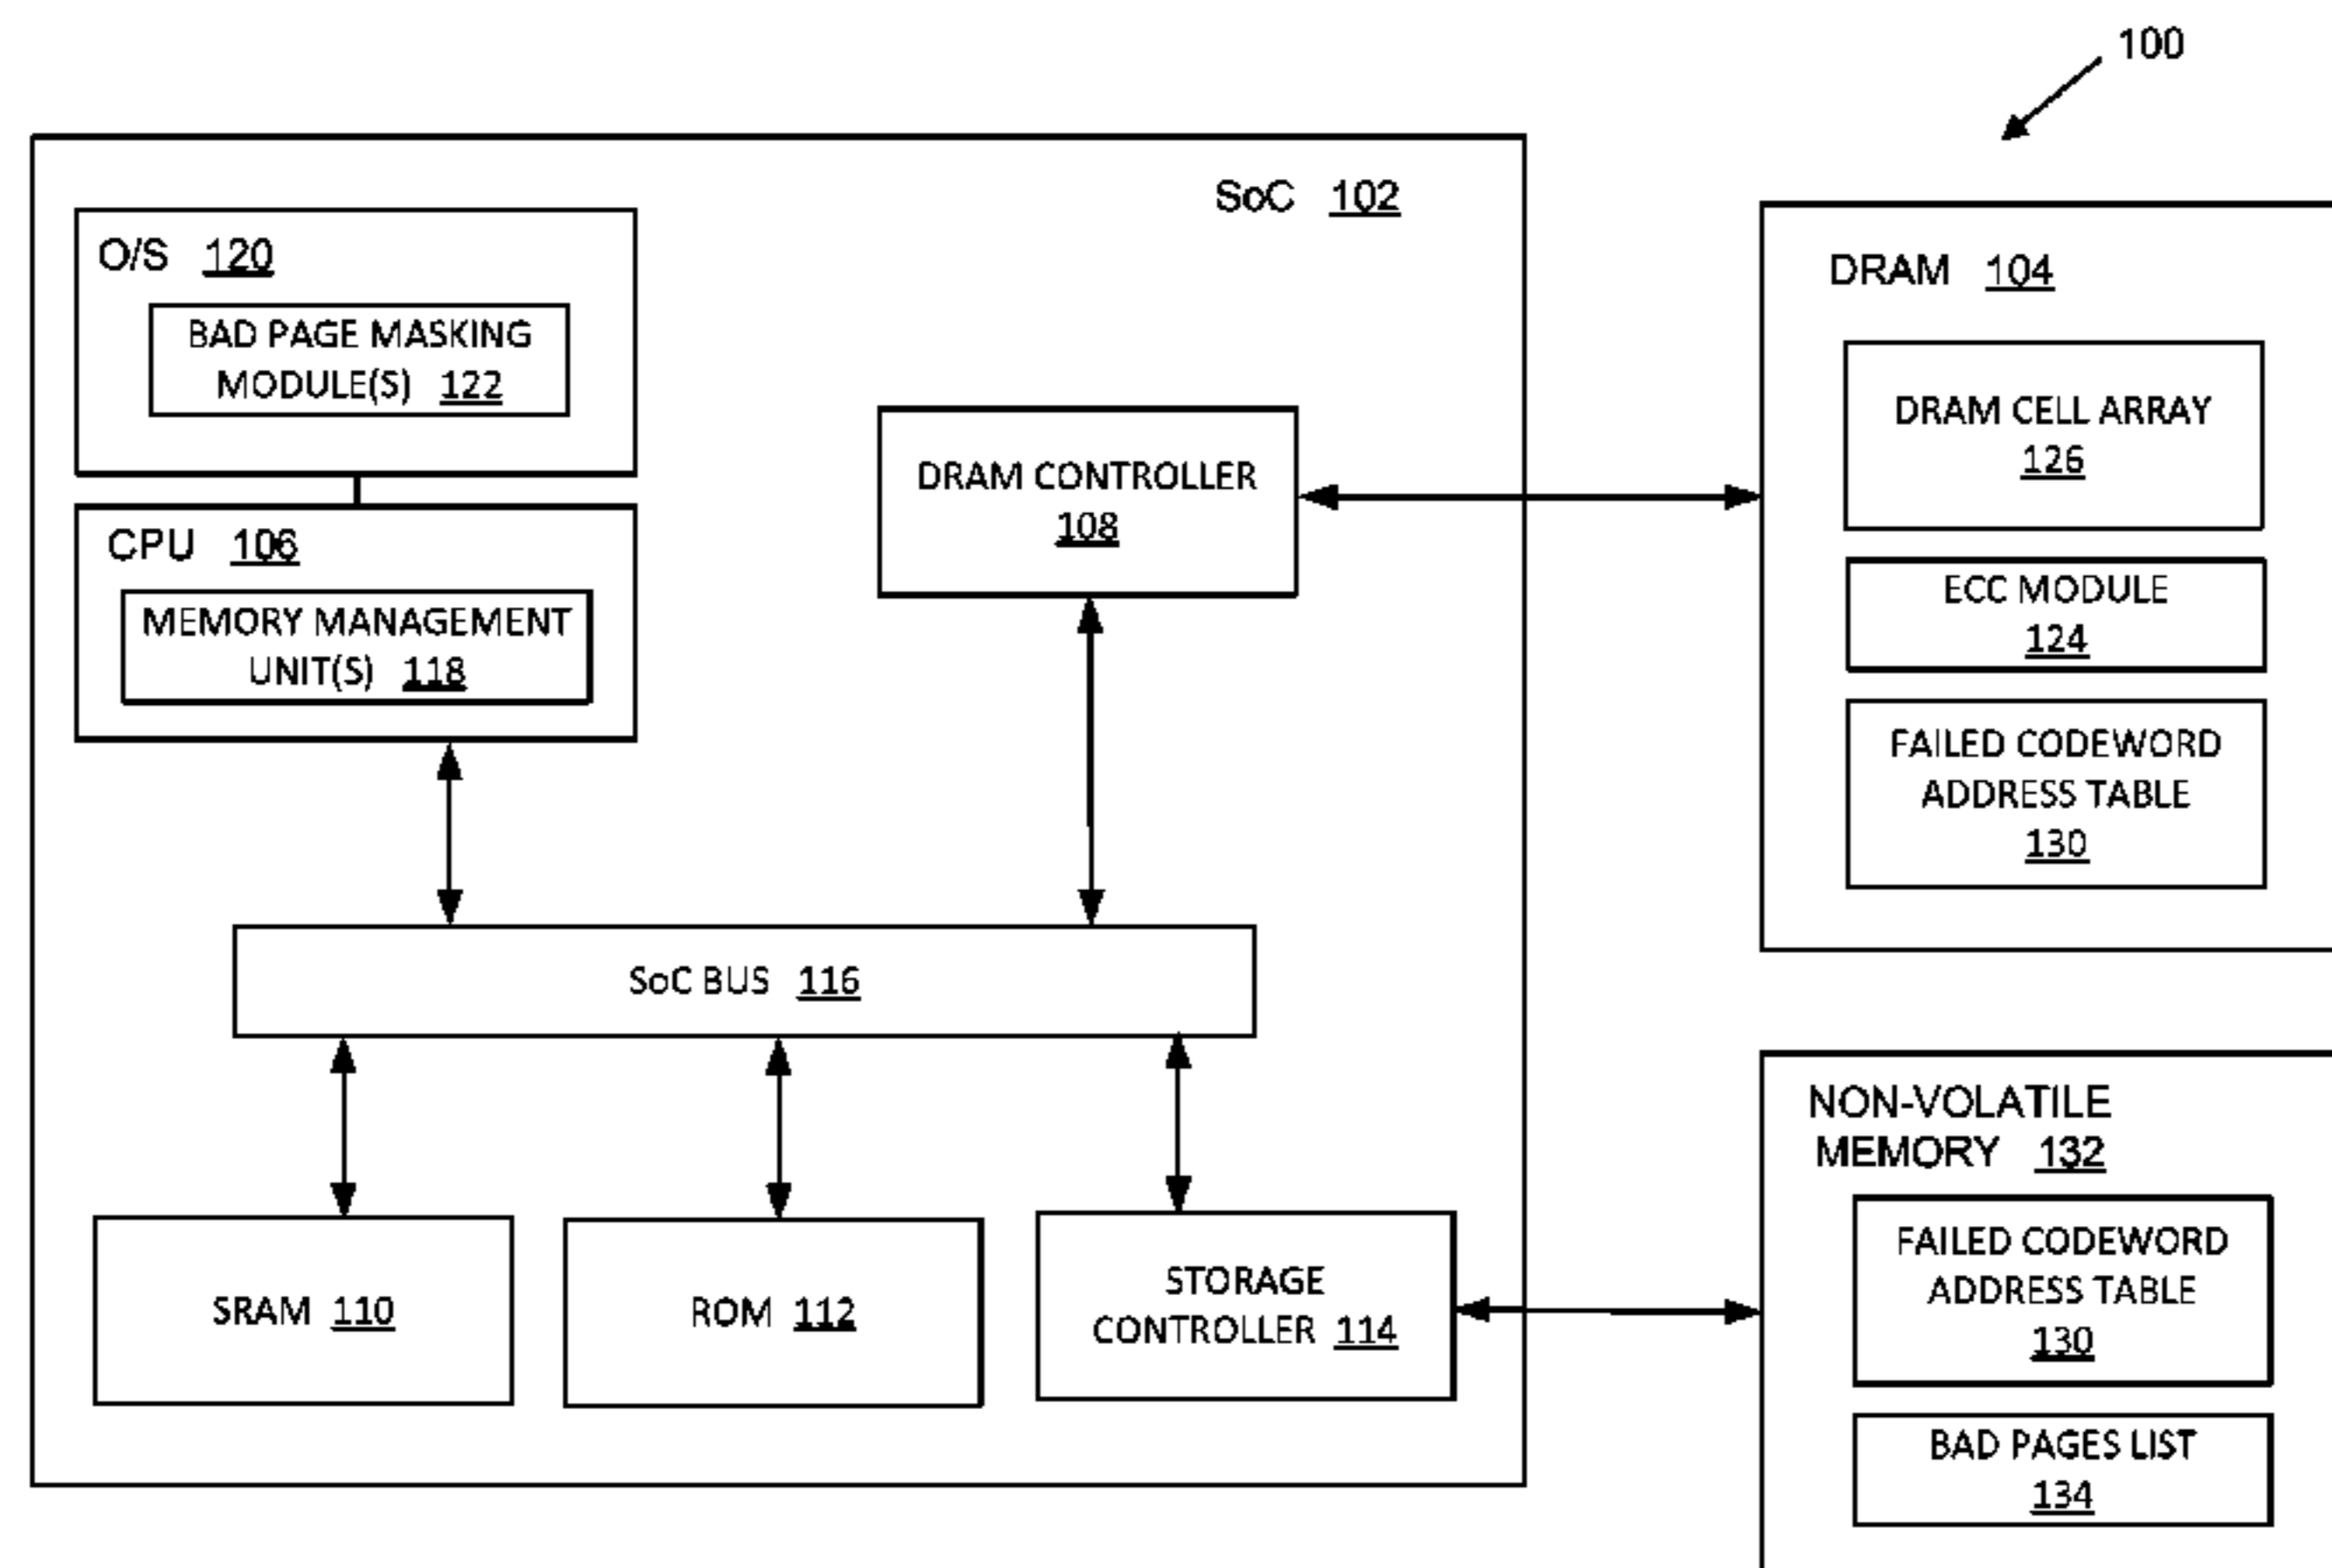 100
SoC 102
O/S 120
BAD PAGE MASKING
MODULE(S) 122
CPU 106
MEMORY MANAGEMENT
UNIT(S) 118
DRAM CONTROLLER
108
SoC BUS 116
SRAM 110
ROM 112
STORAGE
CONTROLLER 114
DRAM 104
DRAM CELL ARRAY
126
ECC MODULE
124
FAILED CODEWORD
ADDRESS TABLE
130
NON-VOLATILE
MEMORY 132
FAILED CODEWORD
ADDRESS TABLE
130
BAD PAGES LIST
134